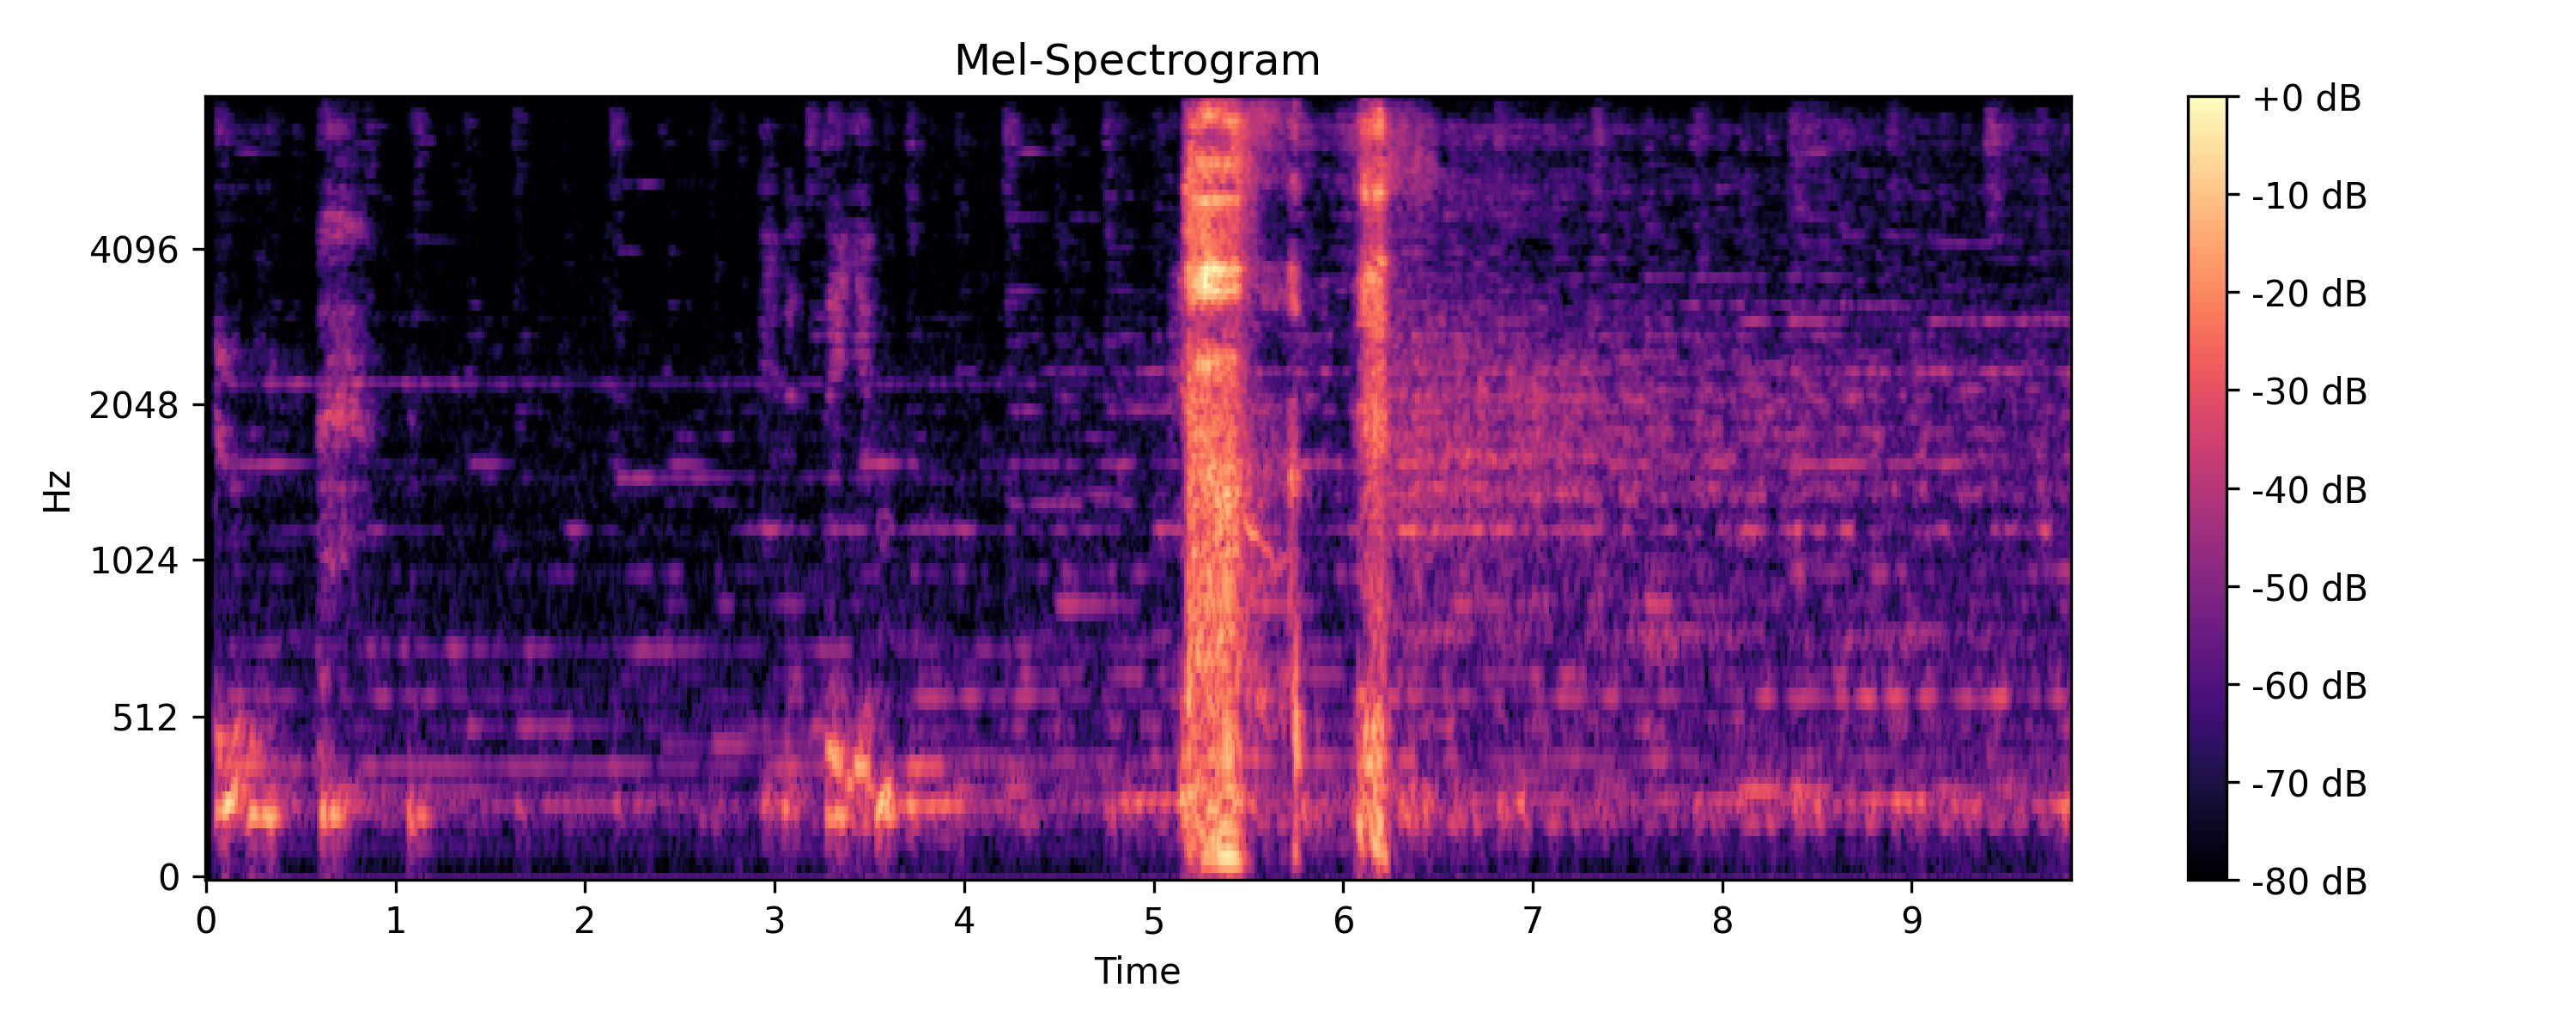 Mel-Spectrogram
+0 dB
-10 dB
-20 dB
-30 dB
-40 dB
-50 dB
-60 dB
-70 dB
-80 dB
4096
2048
1024
512
0
Hz
0 1 2 3 4 5 6 7 8 9
Time